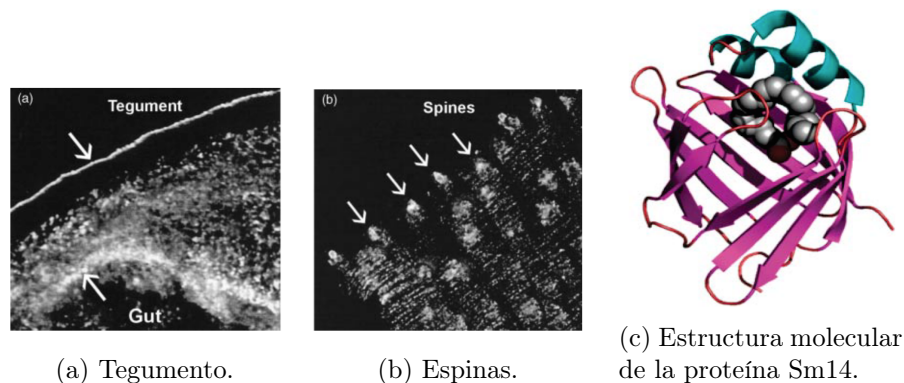 (a)
Tegument
Gut
(b)
Spines
(a) Tegumento.
(b) Espinas.
(c) Estructura molecular
de la proteína Sm14.